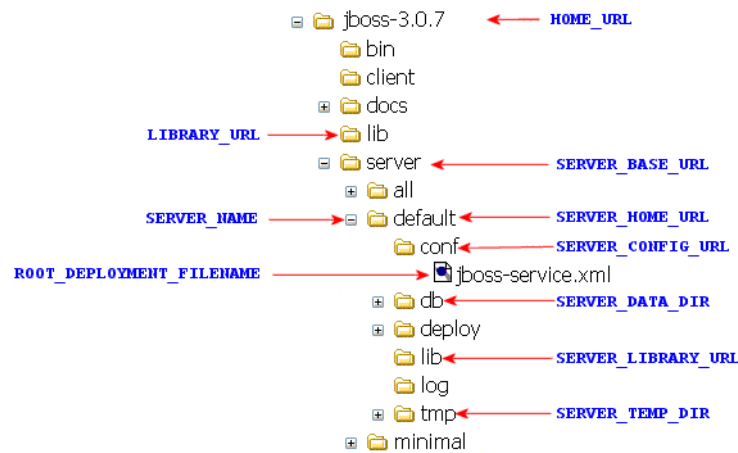 jboss-3.0.7 HOME_URL
bin
client
docs
LIBRARY_URL lib
server SERVER_BASE_URL
all
SERVER_NAME default SERVER_HOME_URL
conf SERVER_CONFIG_URL
ROOT_DEPLOYMENT_FILENAME jboss-service.xml
db SERVER_DATA_DIR
deploy
lib SERVER_LIBRARY_URL
log
tmp SERVER_TEMP_DIR
minimal